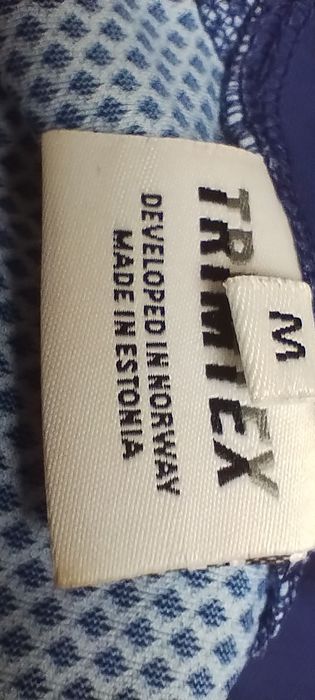 TRIMTEX
M
DEVELOPED IN NORWAY
MADE IN ESTONIA